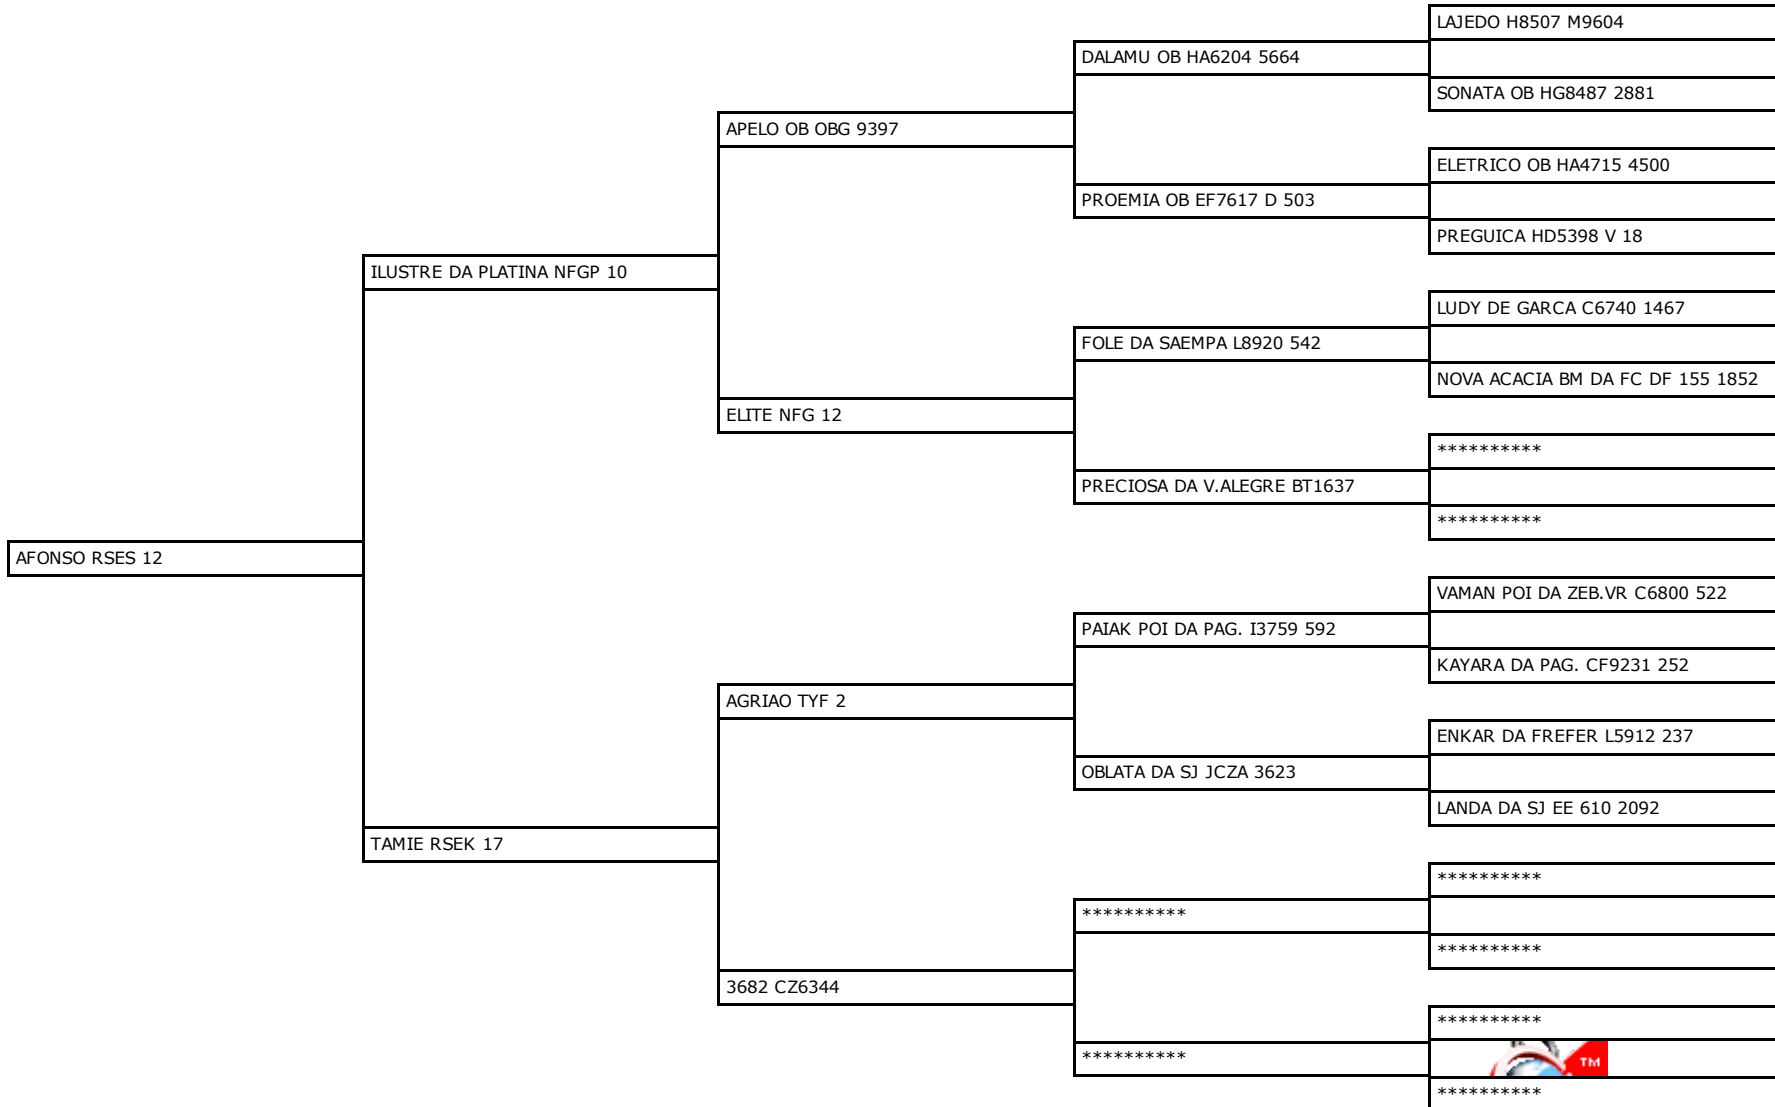 LAJEDO H8507 M9604
DALAMU OB HA6204 5664
SONATA OB HG8487 2881
APELO OB OBG 9397
ELETRICO OB HA4715 4500
PROEMIA OB EF7617 D 503
PREGUICA HD5398 V 18
ILUSTRE DA PLATINA NFGP 10
LUDY DE GARCA C6740 1467
FOLE DA SAEMPA L8920 542
NOVA ACACIA BM DA FC DF 155 1852
ELITE NFG 12
**********
PRECIOSA DA V.ALEGRE BT1637
**********
AFONSO RSES 12
VAMAN POI DA ZEB.VR C6800 522
PAIAK POI DA PAG. I3759 592
KAYARA DA PAG. CF9231 252
AGRIAO TYF 2
ENKAR DA FREFER L5912 237
OBLATA DA SJ JCZA 3623
LANDA DA SJ EE 610 2092
TAMIE RSEK 17
**********
**********
**********
3682 CZ6344
**********
**********
TM
**********